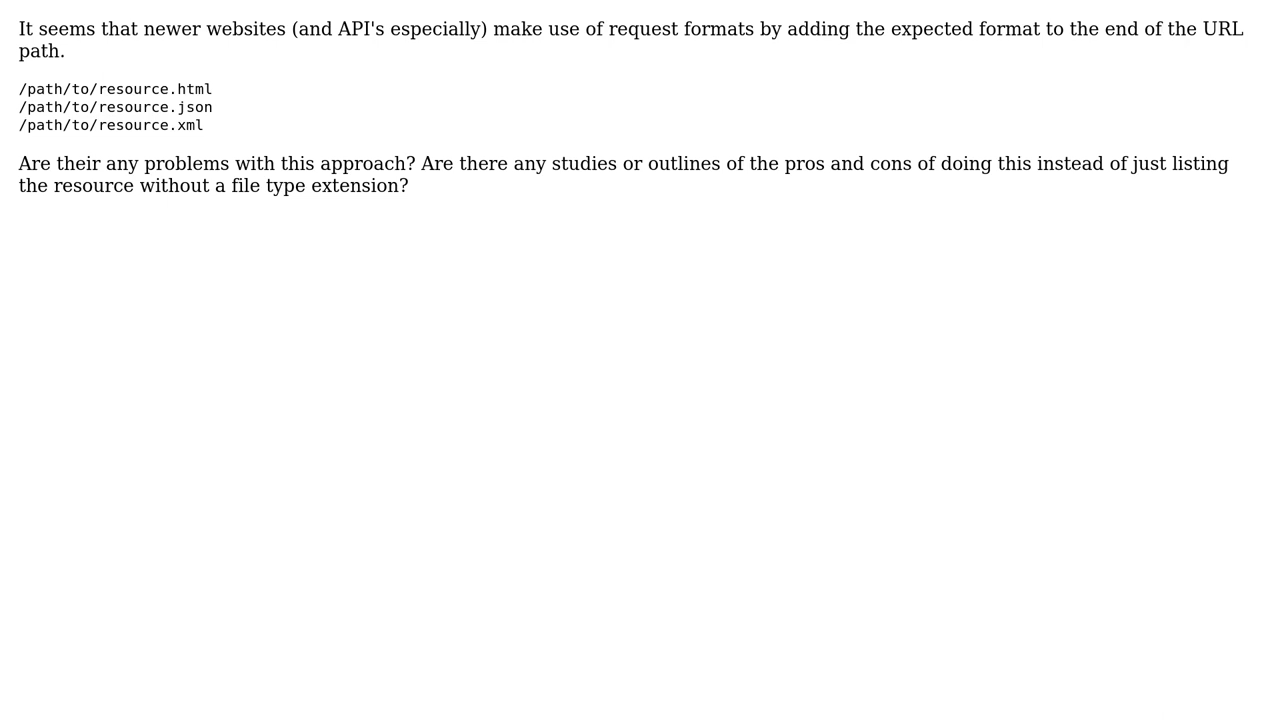 It seems that newer websites (and API's especially) make use of request formats by adding the expected format to the end of the URL
path.
/path/to/resource.html
/path/to/resource.json
/path/to/resource.xml
Are their any problems with this approach? Are there any studies or outlines of the pros and cons of doing this instead of just listing
the resource without a file type extension?